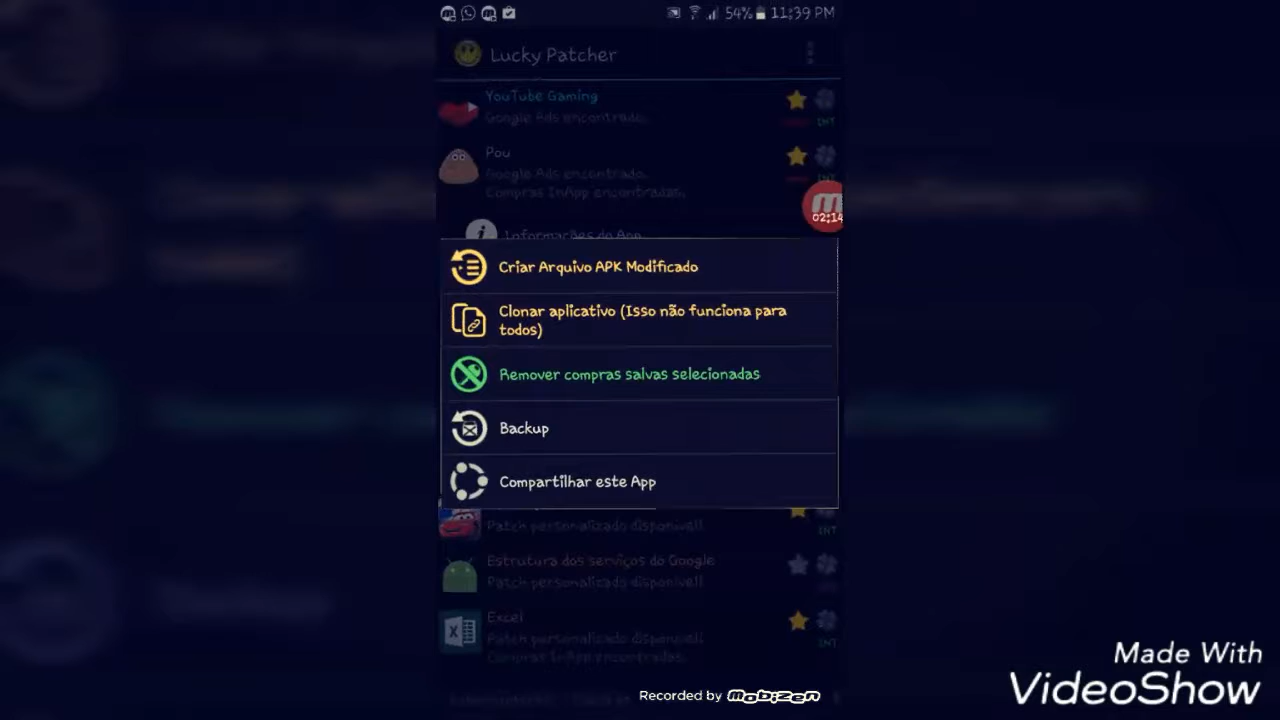 54% 11:39 PM
Lucky Patcher
YouTube Gaming
Google Ads encontrado.
INT
Pou
Google Ads encontrado.
INT
Compras InApp encontradas.
02:14
Informações do App
Criar Arquivo APK Modificado
Clonar aplicativo (Isso não funciona para
todos)
Remover compras salvas selecionadas
Backup
Compartilhar este App
Patch personalizado disponível!
INT
Estrutura dos serviços do Google
Patch personalizado disponível!
Excel
Patch personalizado disponível!
INT
Compras InApp encontradas.
Made With
VideoShow
Recorded by mobizen